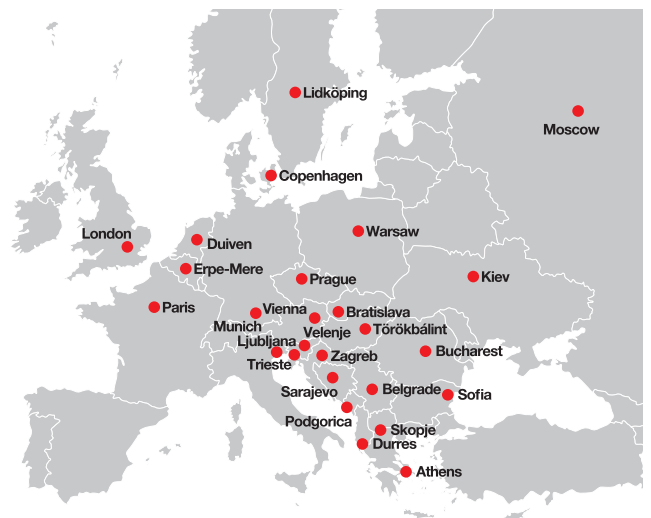 Lidköping
Moscow
Copenhagen
London
Warsaw
Duiven
Erpe-Mere
Kiev
Prague
Paris
Vienna
Bratislava
Munich
Velenje
Törökbálint
Ljubljana
Bucharest
Trieste
Zagreb
Sarajevo
Belgrade
Sofia
Podgorica
Skopje
Durres
Athens